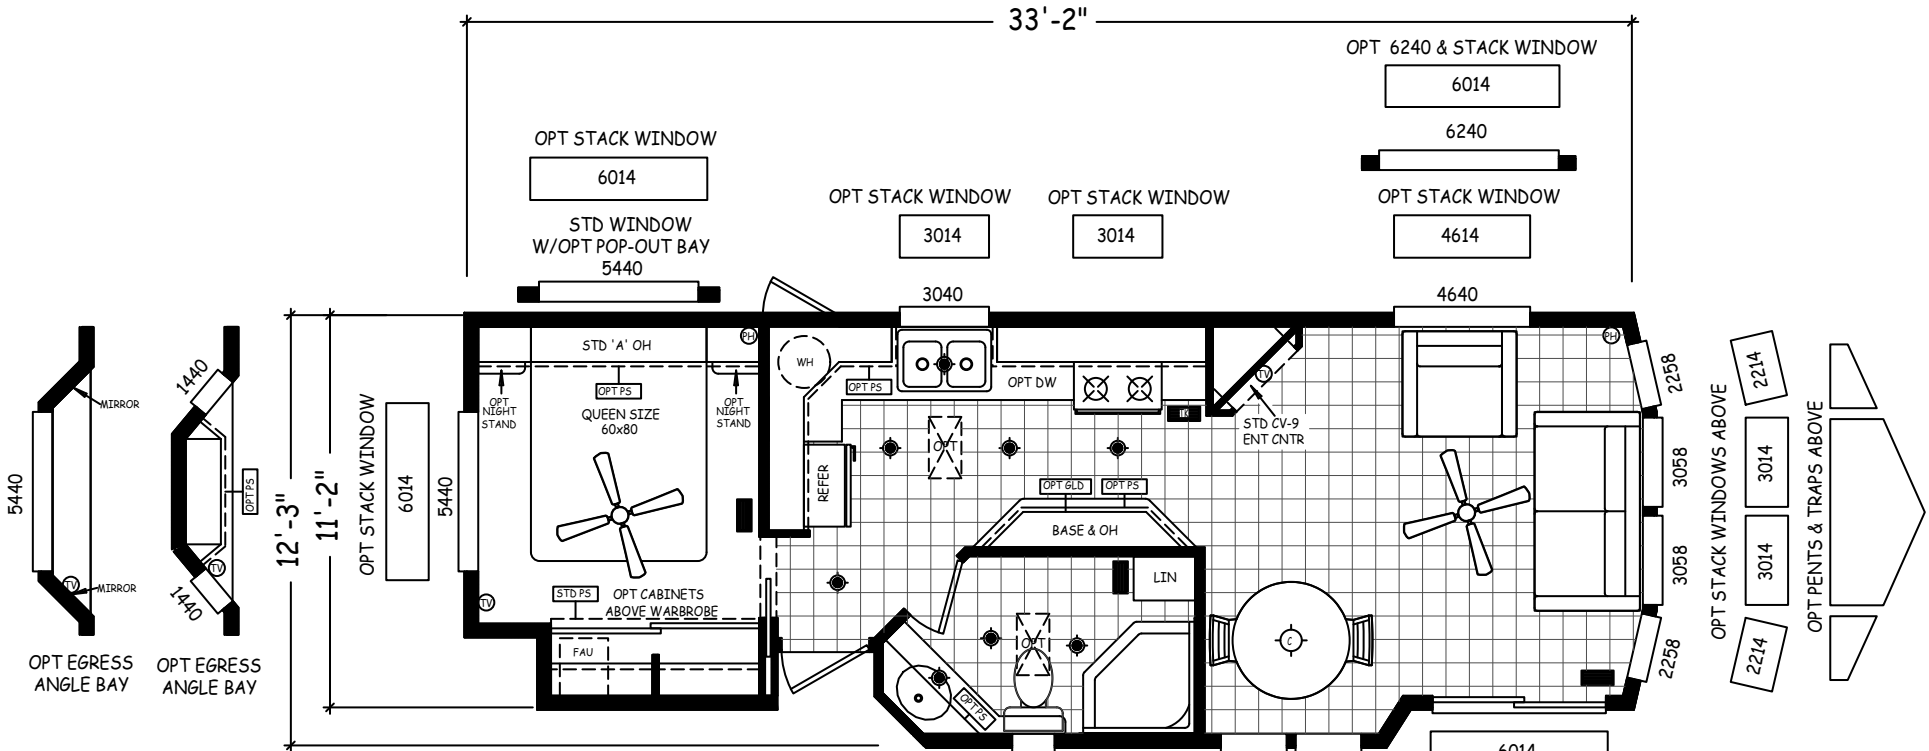 33'-2"
OPT 6240 & STACK WINDOW
6014
6240
OPT STACK WINDOW
6014
STD WINDOW
W/OPT POP-OUT BAY
5440
OPT STACK WINDOW
3014
OPT STACK WINDOW
3014
OPT STACK WINDOW
4614
3040
4640
STD 'A' OH
PH
WH
OPT PS
OPT DW
OPT PS
OPT
NIGHT
STAND
QUEEN SIZE
60x80
OPT
NIGHT
STAND
TV
STD CV-9
ENT CNTR
PH
OPT
REFER
OPT GLD
OPT PS
BASE & OH
LIN
STD PS
OPT CABINETS
ABOVE WARBROBE
TV
FAU
OPT
OPT PS
C
1440
MIRROR
5440
TV
MIRROR
OPT PS
TV
1440
OPT EGRESS
ANGLE BAY
OPT EGRESS
ANGLE BAY
12'-3"
11'-2"
OPT STACK WINDOW
6014
5440
2258
3058
3058
2258
OPT STACK WINDOWS ABOVE
2214
3014
3014
2214
OPT PENTS & TRAPS ABOVE
6014